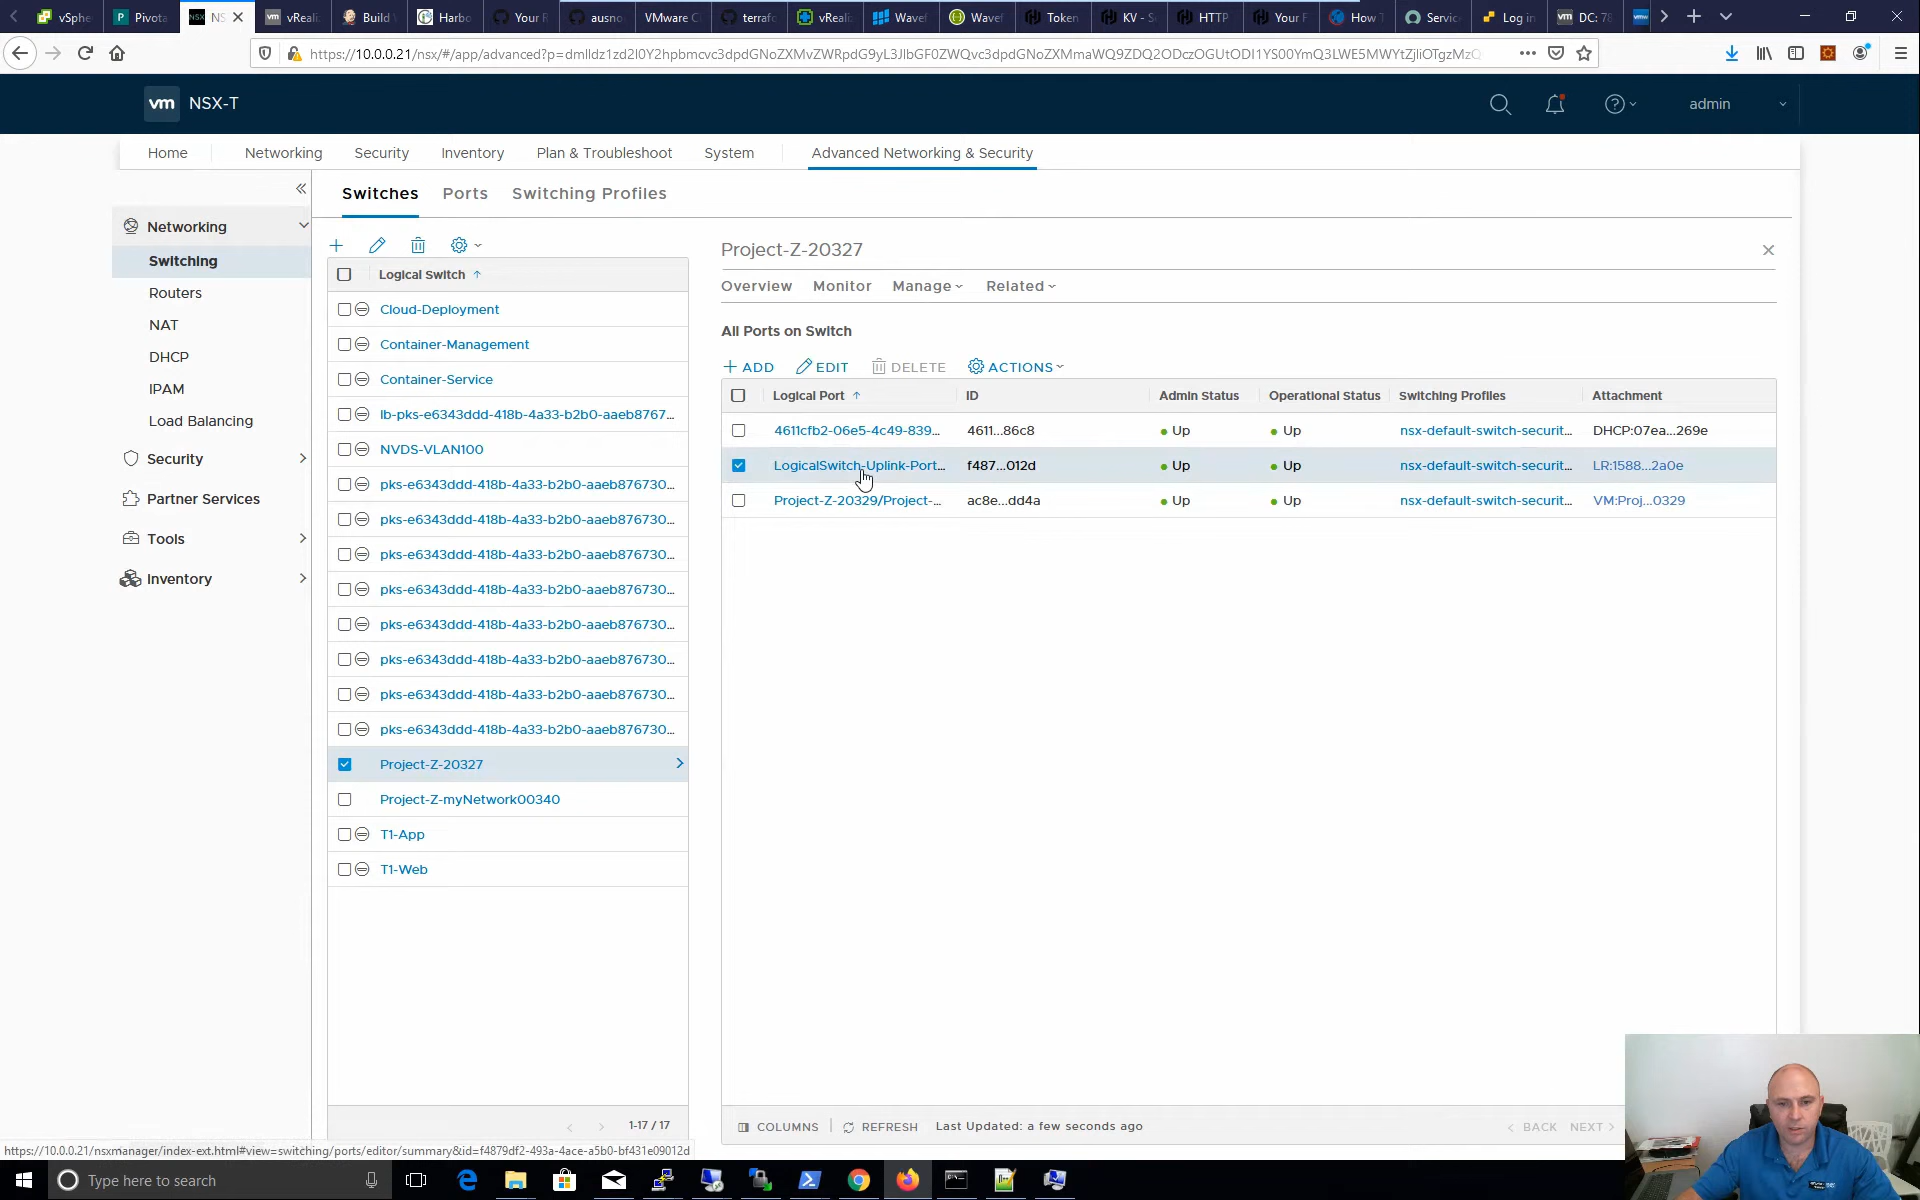 vSphe
Pivota
NS
vReali
Build
Harbo
Your R
ausno
VMware C
terrafo
vReali
Wavef
Wavef
Token
KV - S
HTTP
Your F
How T
Servic
Log in
DC: 78
https://10.0.0.21/nsx/#/app/advanced?p=dmlldz1zd2l0Y2hpbmcvc3dpdGNoZXMvZWRpdG9yL3JlbGF0ZWQvc3dpdGNoZXMmaWQ9ZDQ2ODczOGUtODI1YS00YmQ3LWE5MWYtZjliOTgzMzQ
vm NSX-T
admin
Home Networking Security Inventory Plan & Troubleshoot System Advanced Networking & Security
Networking
Switching
Routers
NAT
DHCP
IPAM
Load Balancing
Security
Partner Services
Tools
Inventory
Switches Ports Switching Profiles
Logical Switch
Cloud-Deployment
Container-Management
Container-Service
lb-pks-e6343ddd-418b-4a33-b2b0-aaeb8767...
NVDS-VLAN100
pks-e6343ddd-418b-4a33-b2b0-aaeb876730...
pks-e6343ddd-418b-4a33-b2b0-aaeb876730...
pks-e6343ddd-418b-4a33-b2b0-aaeb876730...
pks-e6343ddd-418b-4a33-b2b0-aaeb876730...
pks-e6343ddd-418b-4a33-b2b0-aaeb876730...
pks-e6343ddd-418b-4a33-b2b0-aaeb876730...
pks-e6343ddd-418b-4a33-b2b0-aaeb876730...
pks-e6343ddd-418b-4a33-b2b0-aaeb876730...
Project-Z-20327
Project-Z-myNetwork00340
T1-App
T1-Web
1-17 / 17
Project-Z-20327
Overview Monitor Manage Related
All Ports on Switch
ADD EDIT DELETE ACTIONS
Logical Port ID Admin Status Operational Status Switching Profiles Attachment
4611cfb2-06e5-4c49-839... 4611...86c8 Up Up nsx-default-switch-securit... DHCP:07ea...269e
LogicalSwitch-Uplink-Port... f487...012d Up Up nsx-default-switch-securit... LR:1588...2a0e
Project-Z-20329/Project-... ac8e...dd4a Up Up nsx-default-switch-securit... VM:Proj...0329
COLUMNS REFRESH Last Updated: a few seconds ago BACK NEXT
https://10.0.0.21/nsxmanager/index-ext.html#view=switching/ports/editor/summary&id=f4879df2-493a-4ace-a5b0-bf431e09012d
Type here to search